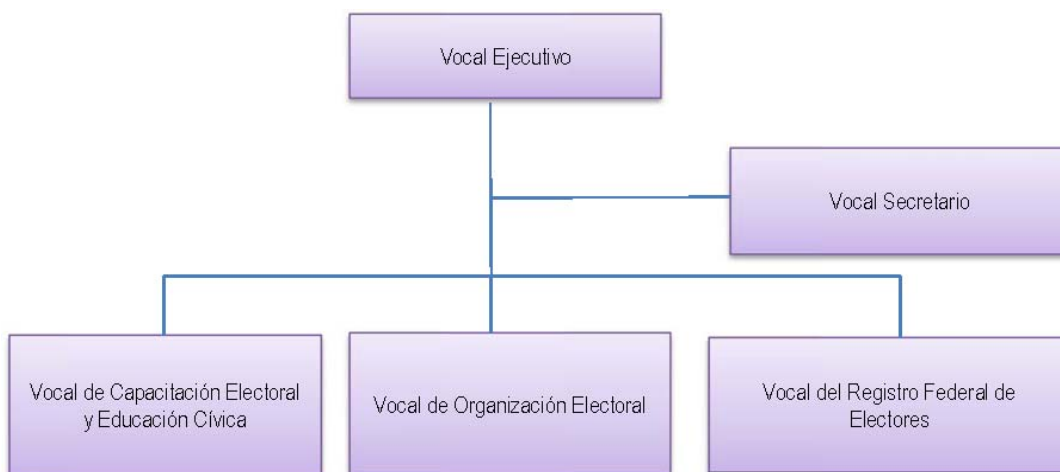 Vocal Ejecutivo
Vocal Secretario
Vocal de Capacitación Electoral
y Educación Cívica
Vocal de Organización Electoral
Vocal del Registro Federal de
Electores